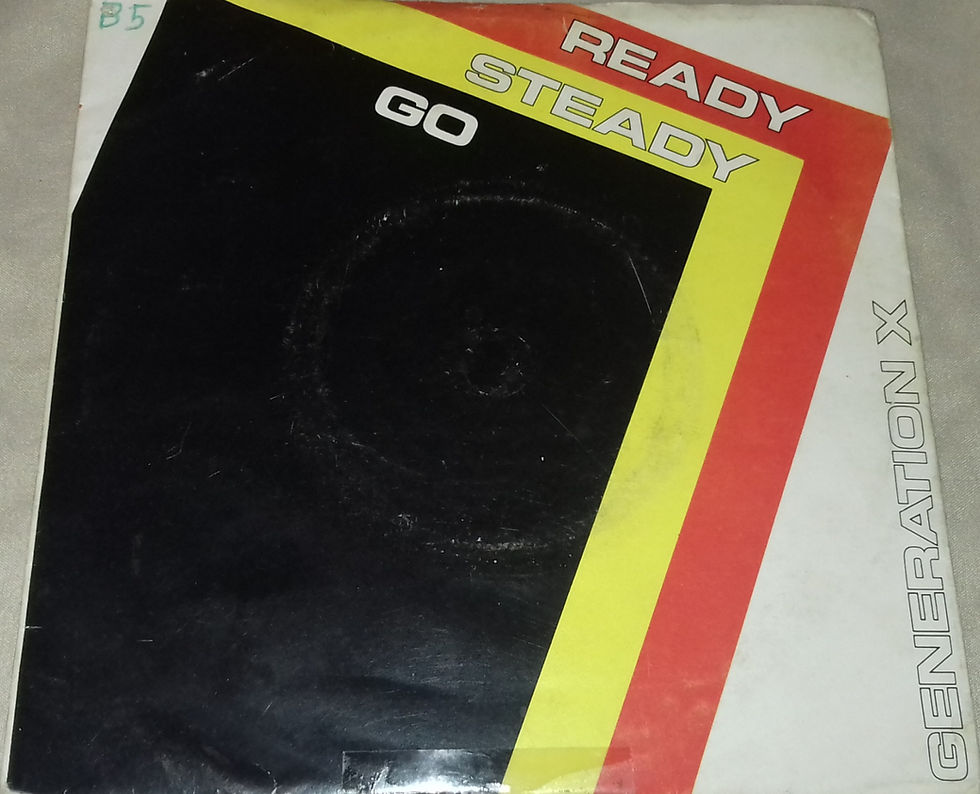 B5
READY
STEADY
GO
GENERATION X